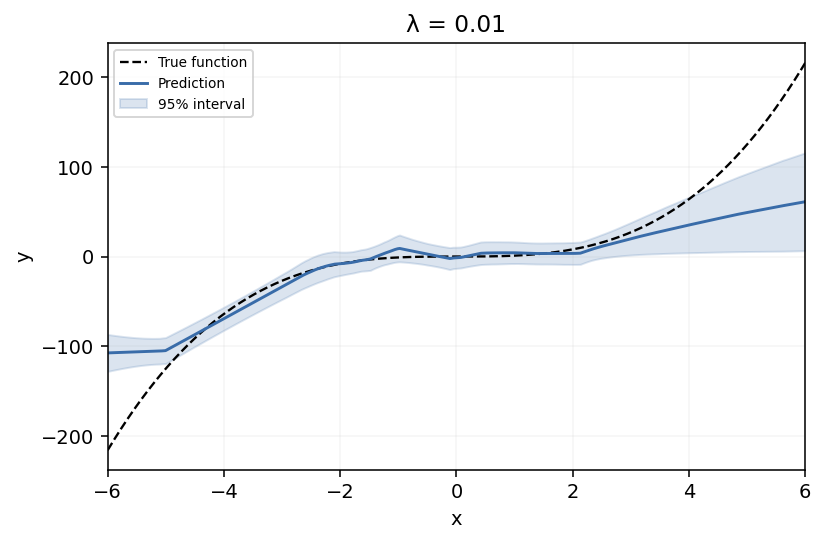 λ = 0.01
True function
Prediction
95% interval
200
100
0
−100
−200
y
−6
−4
−2
0
2
4
6
x